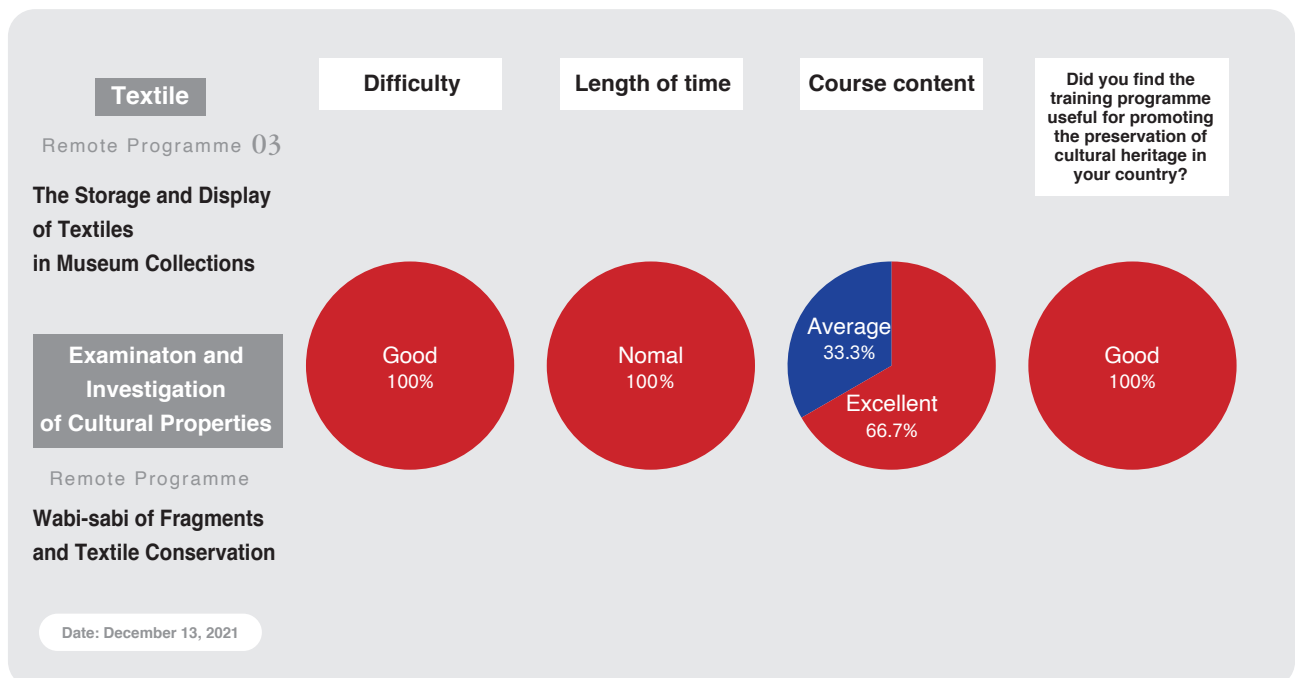 Textile
Remote Programme 03
The Storage and Display
of Textiles
in Museum Collections
Examinaton and
Investigation
of Cultural Properties
Remote Programme
Wabi-sabi of Fragments
and Textile Conservation
Date: December 13, 2021
Difficulty
Good
100%
Length of time
Nomal
100%
Course content
Average
33.3%
Excellent
66.7%
Did you find the
training programme
useful for promoting
the preservation of
cultural heritage in
your country?
Good
100%